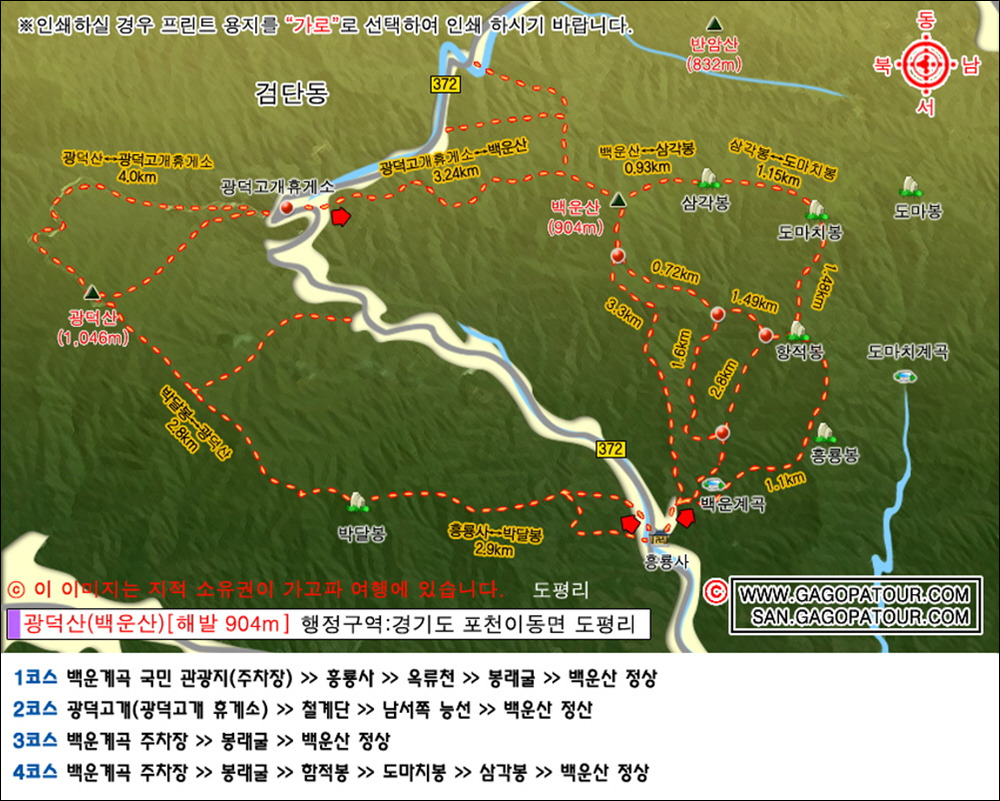 ※인쇄하실 경우 프린트 용지를 “가로”로 선택하여 인쇄 하시기 바랍니다.
동
북
남
서
반암산
(832m)
372
검단동
광덕산↔광덕고개휴게소
4.0km
광덕고개휴게소↔백운산
3.24km
백운산↔삼각봉
0.93km
삼각봉↔도마치봉
1.15km
광덕고개휴게소
백운산
(904m)
삼각봉
도마치봉
도마봉
0.72km
1.49km
1.48km
3.3km
1.6km
2.8km
광덕산
(1,046m)
향적봉
도마치계곡
박달봉↔광덕산
2.8km
372
흥룡봉
1.1km
백운계곡
박달봉
흥룡사↔박달봉
2.9km
흥룡사
ⓒ 이 이미지는 지적 소유권이 가고파 여행에 있습니다.
도평리
ⓒ
WWW.GAGOPATOUR.COM
SAN.GAGOPATOUR.COM
광덕산(백운산)[해발 904m] 행정구역:경기도 포천이동면 도평리
1코스 백운계곡 국민 관광지(주차장) >> 흥룡사 >> 옥류천 >> 봉래굴 >> 백운산 정상
2코스 광덕고개(광덕고개 휴게소) >> 철계단 >> 남서쪽 능선 >> 백운산 정산
3코스 백운계곡 주차장 >> 봉래굴 >> 백운산 정상
4코스 백운계곡 주차장 >> 봉래굴 >> 함적봉 >> 도마치봉 >> 삼각봉 >> 백운산 정상